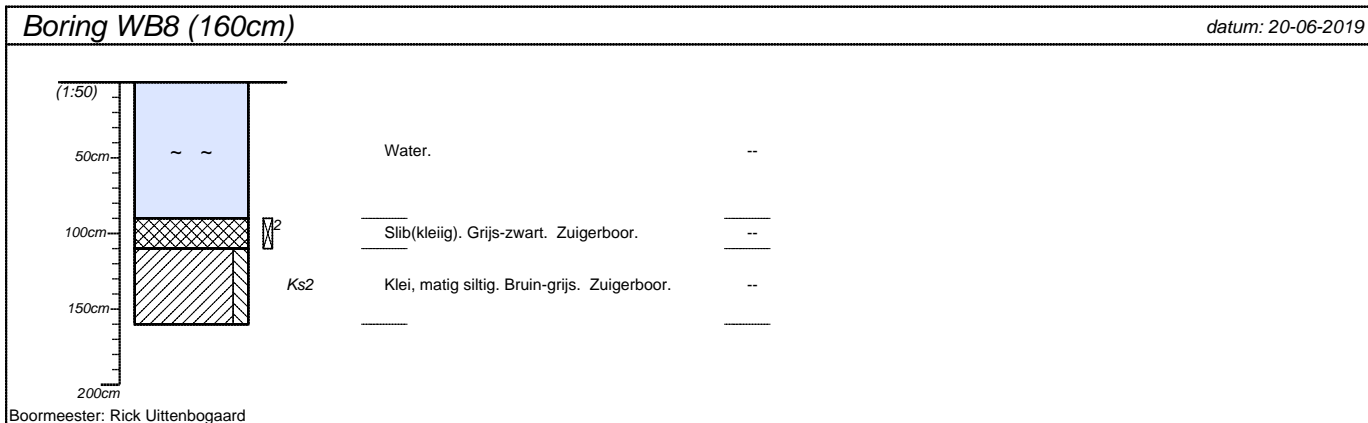 Boring WB8 (160cm)
datum: 20-06-2019
(1:50)
50cm
~ ~
Water.
--
100cm
2
Slib(kleiig). Grijs-zwart. Zuigerboor.
--
Ks2
Klei, matig siltig. Bruin-grijs. Zuigerboor.
--
150cm
200cm
Boormeester: Rick Uittenbogaard